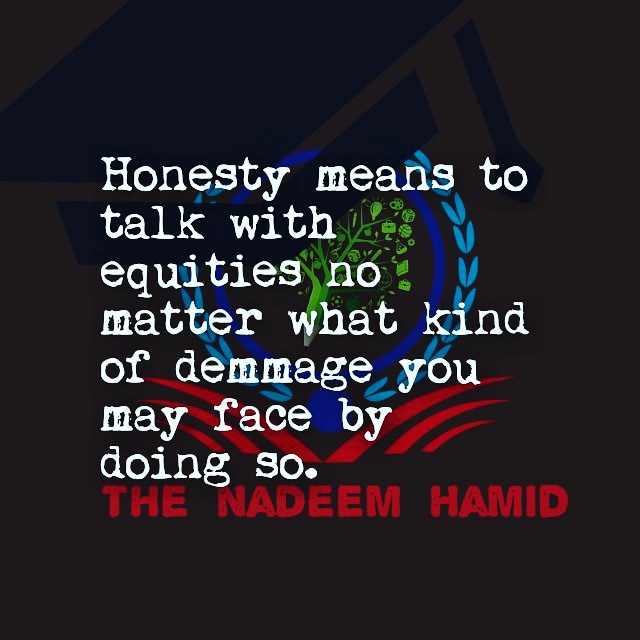 Honesty means to
talk with
equities no
matter what kind
of demmage you
may face by
doing so.
THE NADEEM HAMID